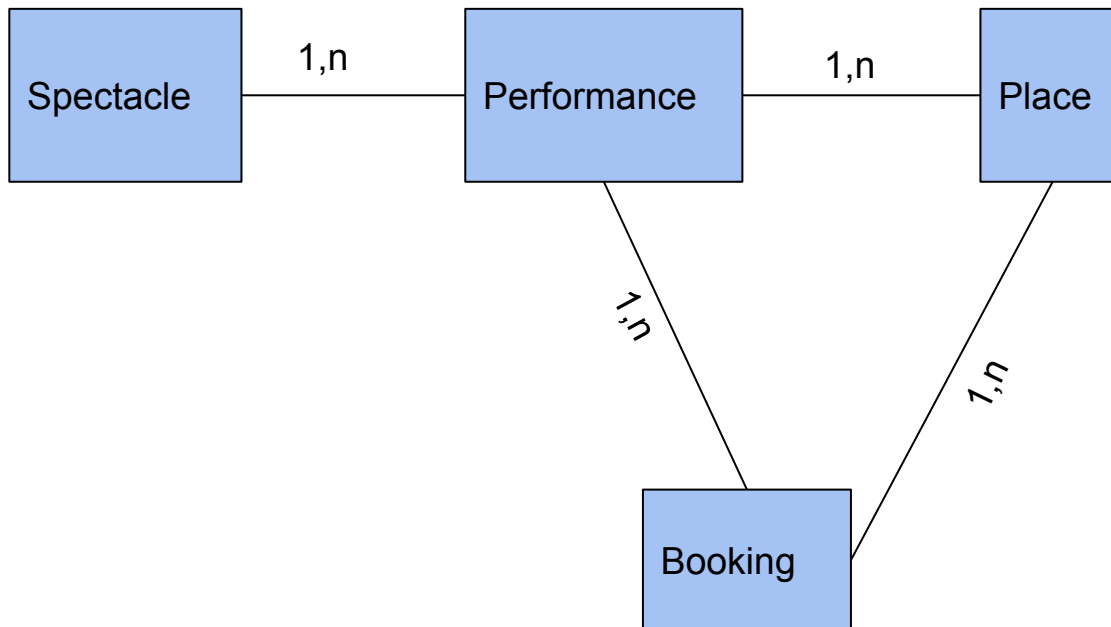 Spectacle
1,n
Performance
1,n
Place
1,n
1,n
Booking